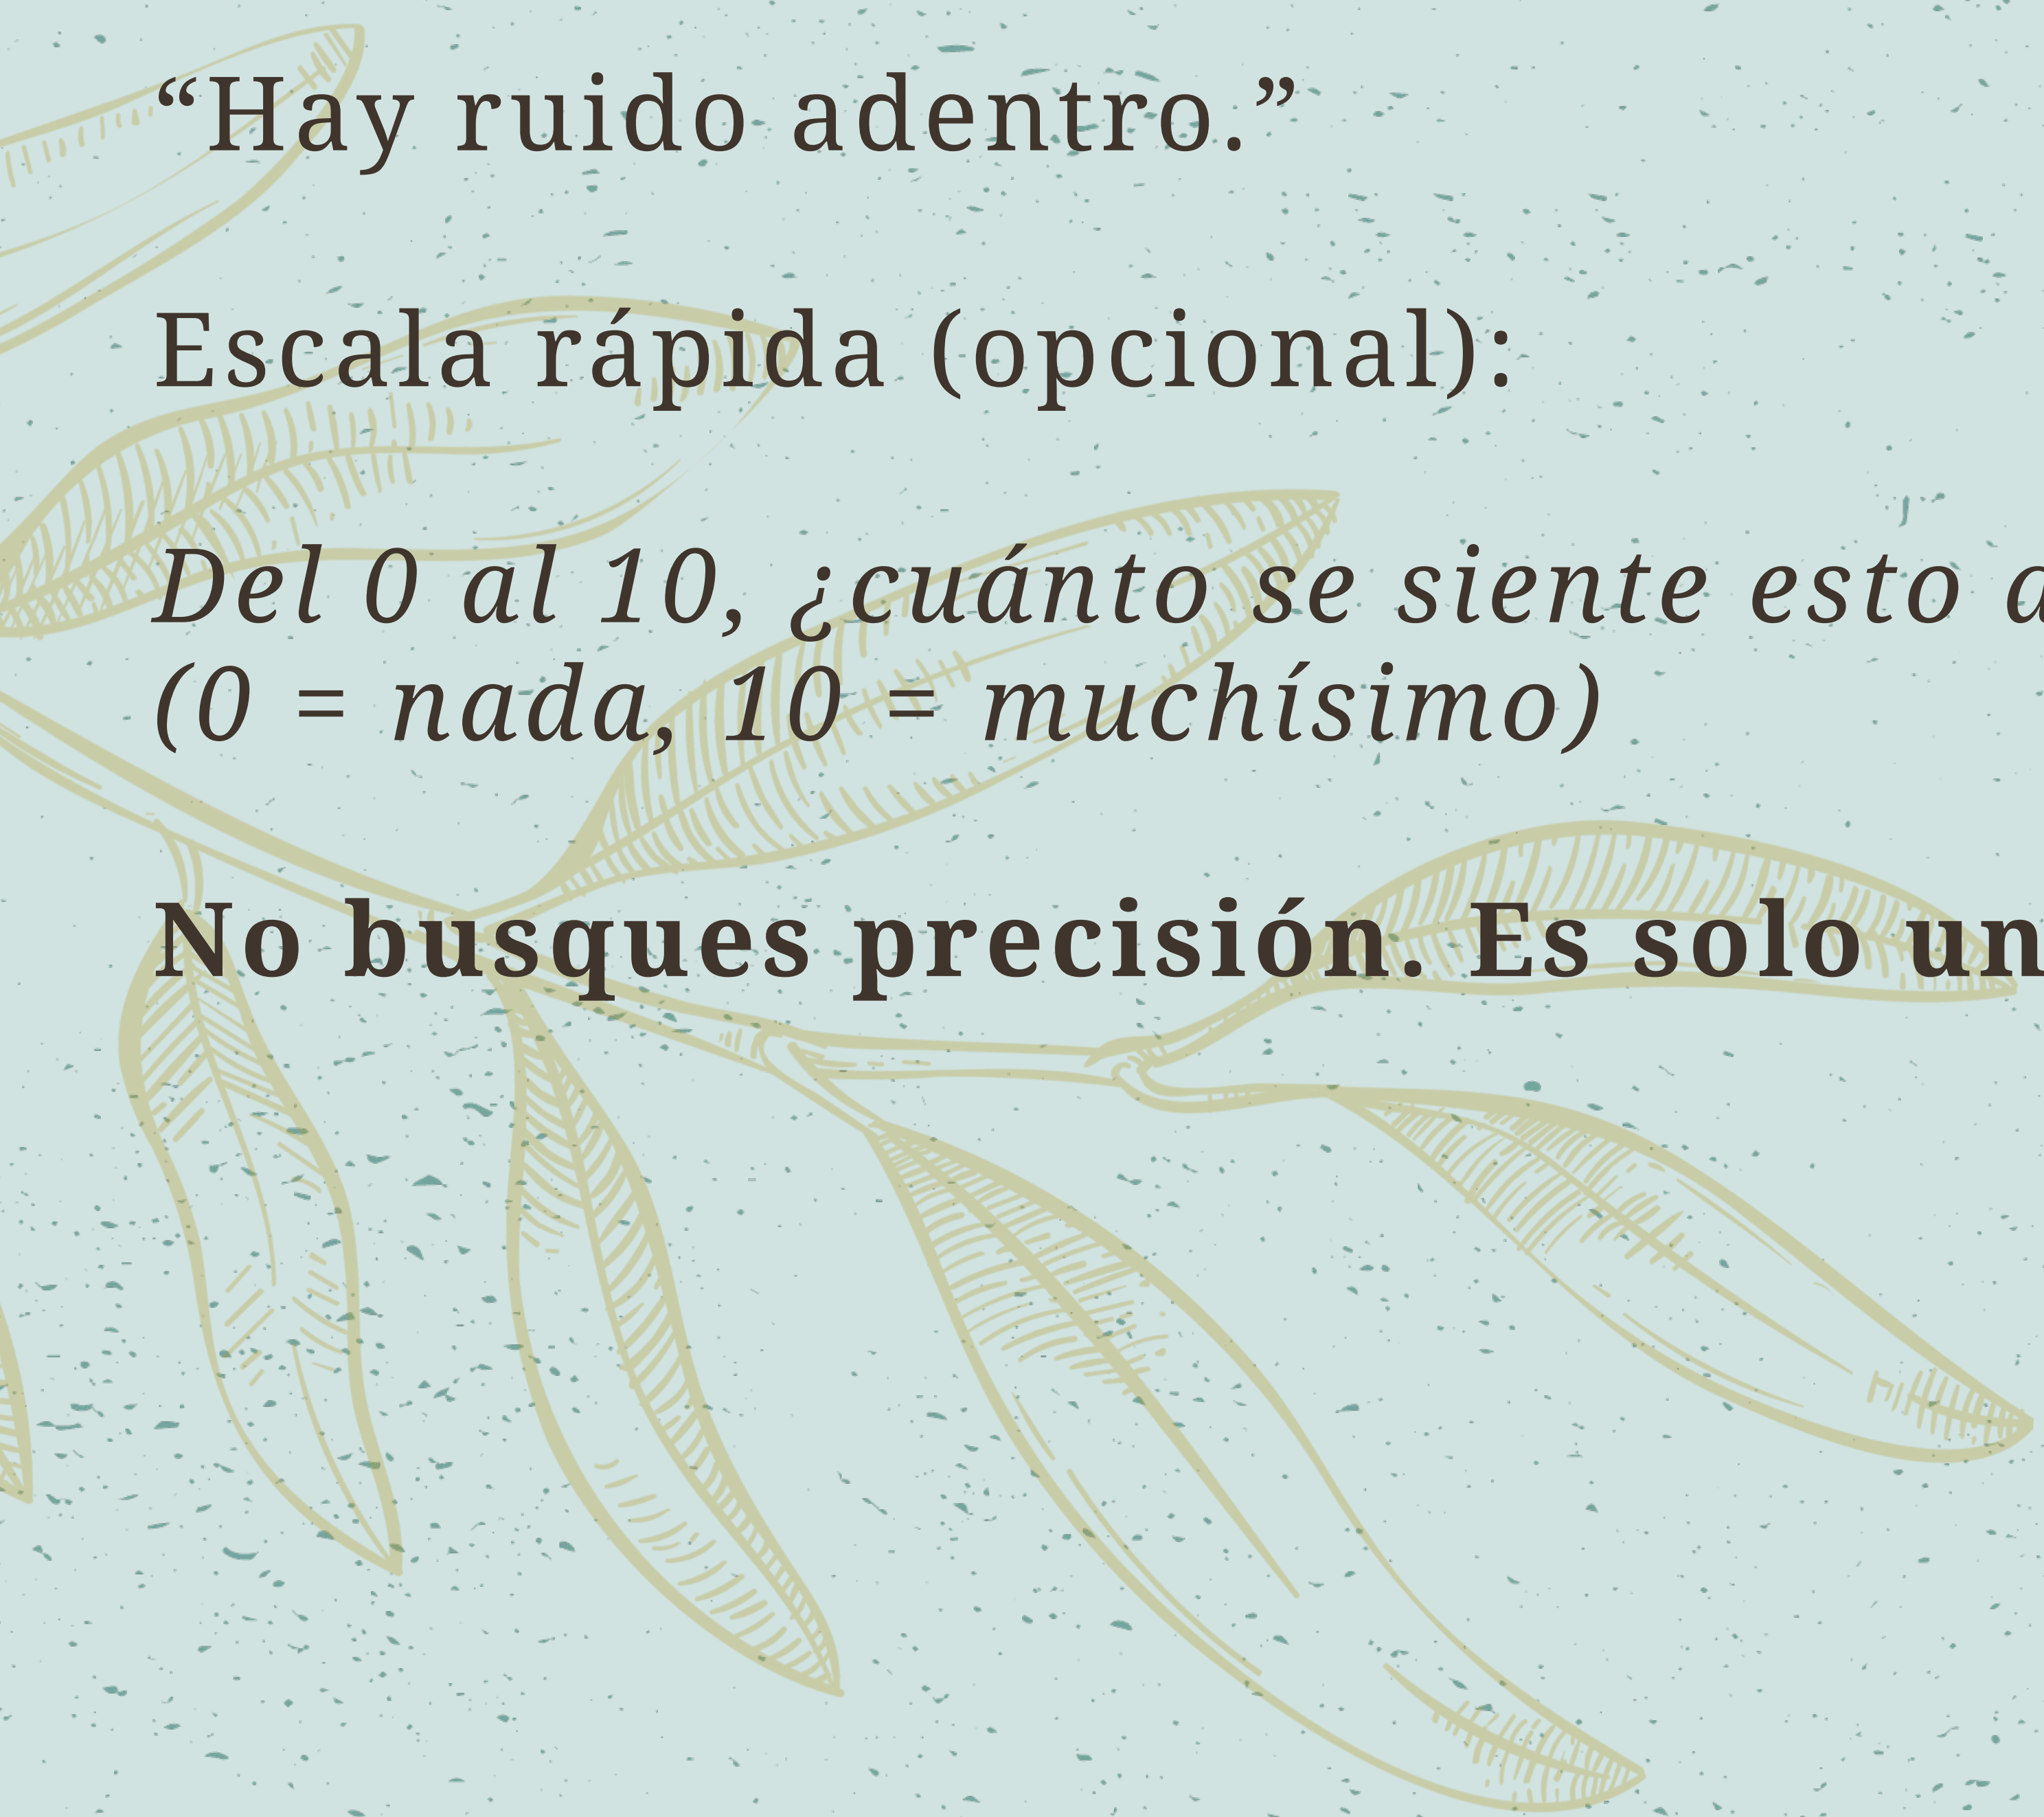 “Hay ruido adentro.”
Escala rápida (opcional):
Del 0 al 10, ¿cuánto se siente esto
(0 = nada, 10 = muchísimo)
No busques precisión. Es solo un